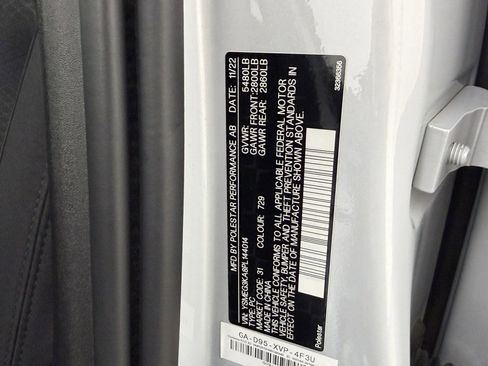 MFD BY POLESTAR PERFORMANCE AB DATE: 11/22
GVWR: 5480LB
GAWR FRONT: 2800LB
GAWR REAR: 2860LB
VIN: YSMEG3KA6PL144014
TYPE: PC
MARKET CODE: 31 COLOUR: 729
MADE IN CHINA
THIS VEHICLE CONFORMS TO ALL APPLICABLE FEDERAL MOTOR
VEHICLE SAFETY, BUMPER AND THEFT PREVENTION STANDARDS IN
EFFECT ON THE DATE OF MANUFACTURE SHOWN ABOVE.
Polestar 32366356
GA-D95-XVP-4F3U